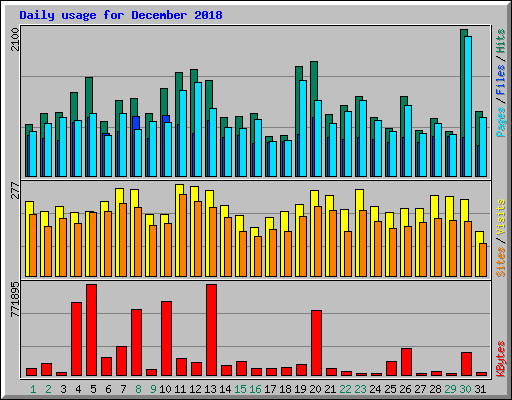 Daily usage for December 2018
2100
Pages / Files / Hits
277
Sites / Visits
771895
KBytes
1 2 3 4 5 6 7 8 9 10 11 12 13 14 15 16 17 18 19 20 21 22 23 24 25 26 27 28 29 30 31